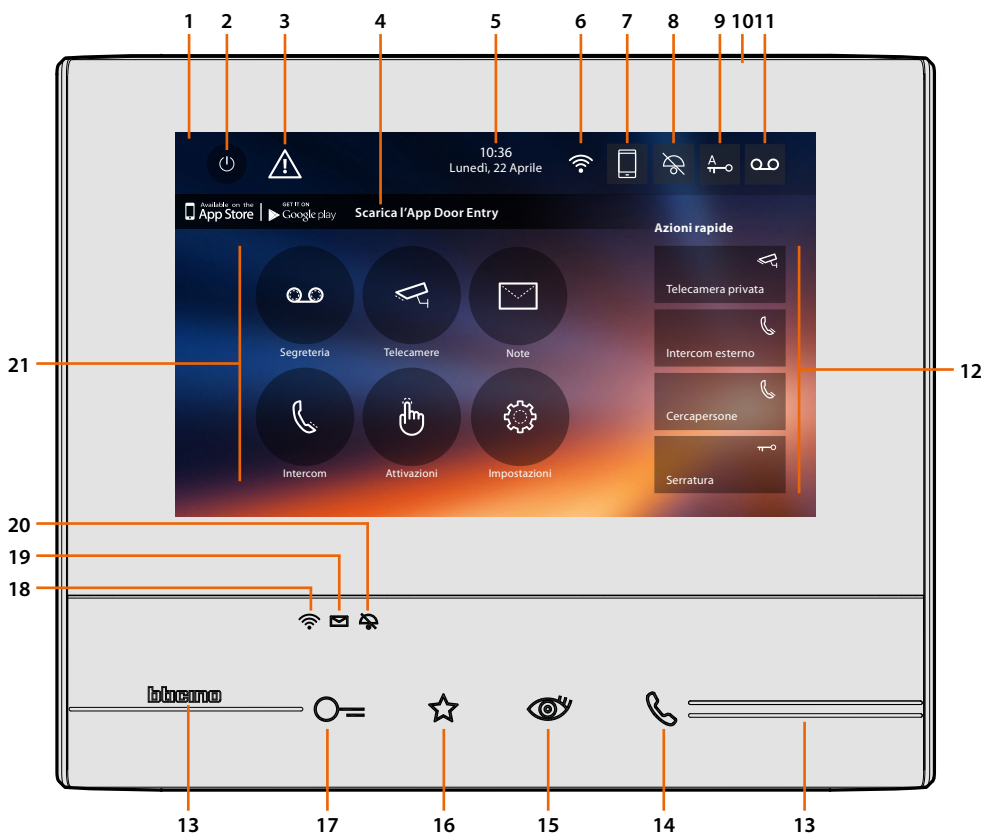 1 2 3 4 5 6 7 8 9 10 11
10:36
Lunedì, 22 Aprile
A
Available on the
App Store
GET IT ON
Google play
Scarica l'App Door Entry
Azioni rapide
Telecamera privata
Segreteria Telecamere Note
Intercom esterno
21
12
Cercapersone
Intercom Attivazioni Impostazioni
Serratura
20
19
18
bticino
13 17 16 15 14 13